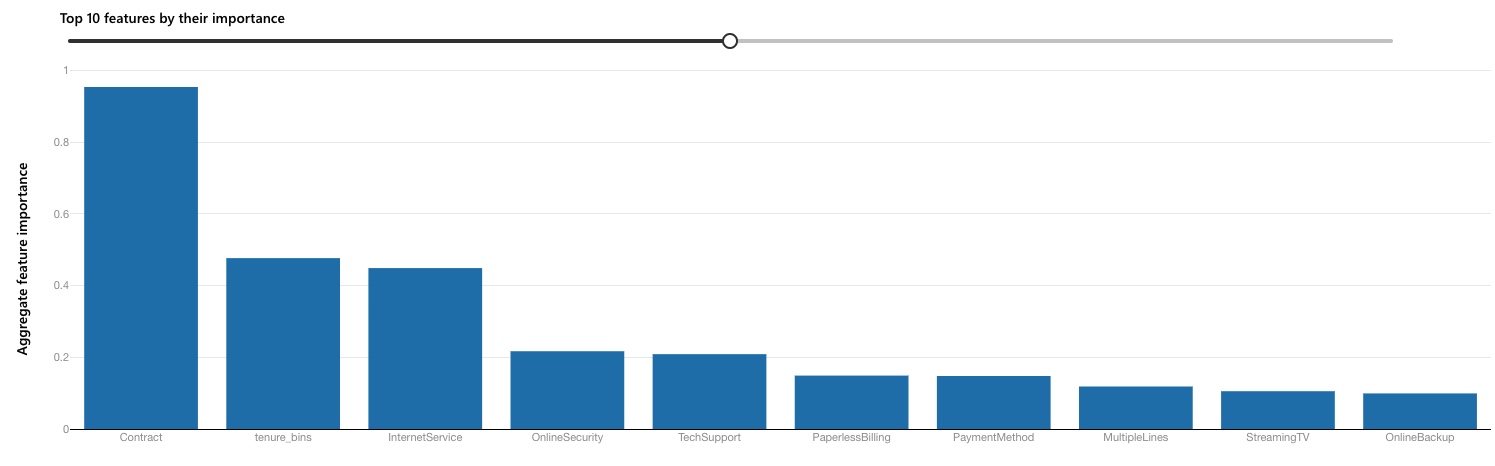 Top 10 features by their importance
Aggregate feature importance
1
0.8
0.6
0.4
0.2
0
Contract tenure_bins InternetService OnlineSecurity TechSupport PaperlessBilling PaymentMethod MultipleLines StreamingTV OnlineBackup